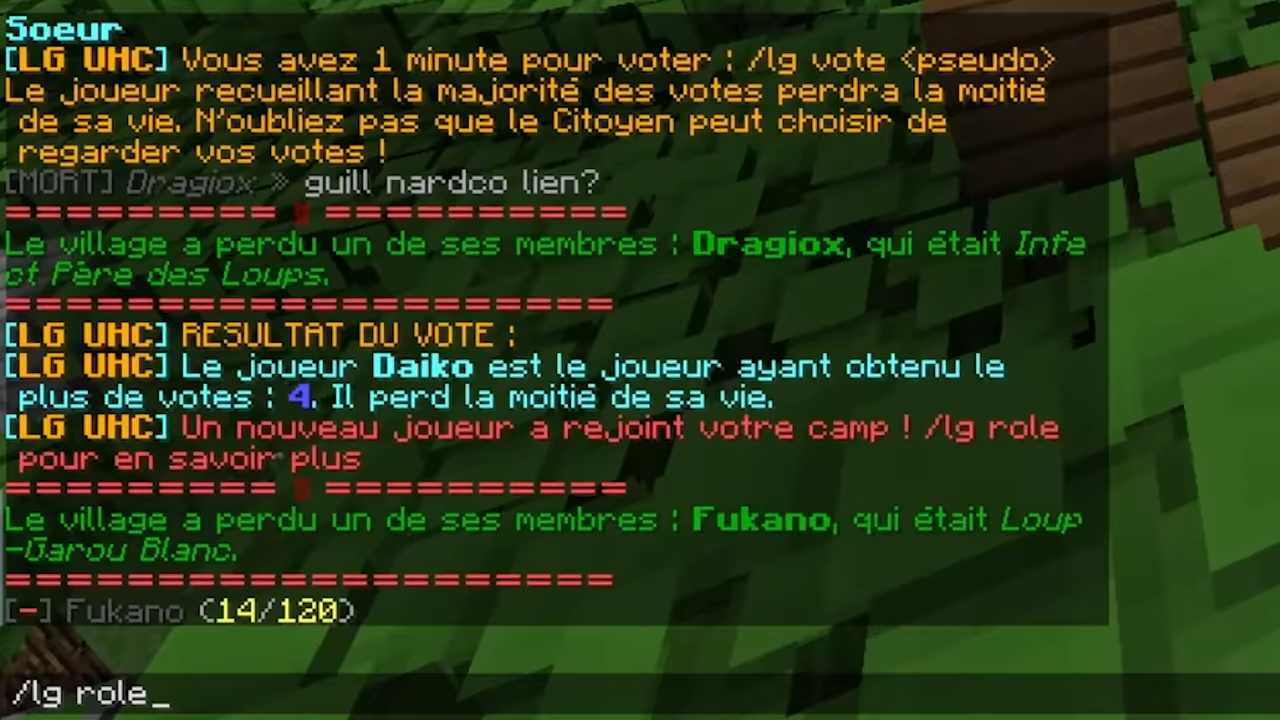 Soeur
[LG UHC] Vous avez 1 minute pour voter : /lg vote <pseudo>
Le joueur recueillant la majorité des votes perdra la moitié
de sa vie. N'oubliez pas que le Citoyen peut choisir de
regarder vos votes !
[MORT] Dragiox » guill nardco lien?
========= ==========
Le village a perdu un de ses membres : Dragiox, qui était Infe
ct Père des Loups.
====================
[LG UHC] RESULTAT DU VOTE :
[LG UHC] Le joueur Daiko est le joueur ayant obtenu le
plus de votes : 4. Il perd la moitié de sa vie.
[LG UHC] Un nouveau joueur a rejoint votre camp ! /lg role
pour en savoir plus
========= ==========
Le village a perdu un de ses membres : Fukano, qui était Loup
-Garou Blanc.
====================
[-] Fukano (14/120)
/lg role_